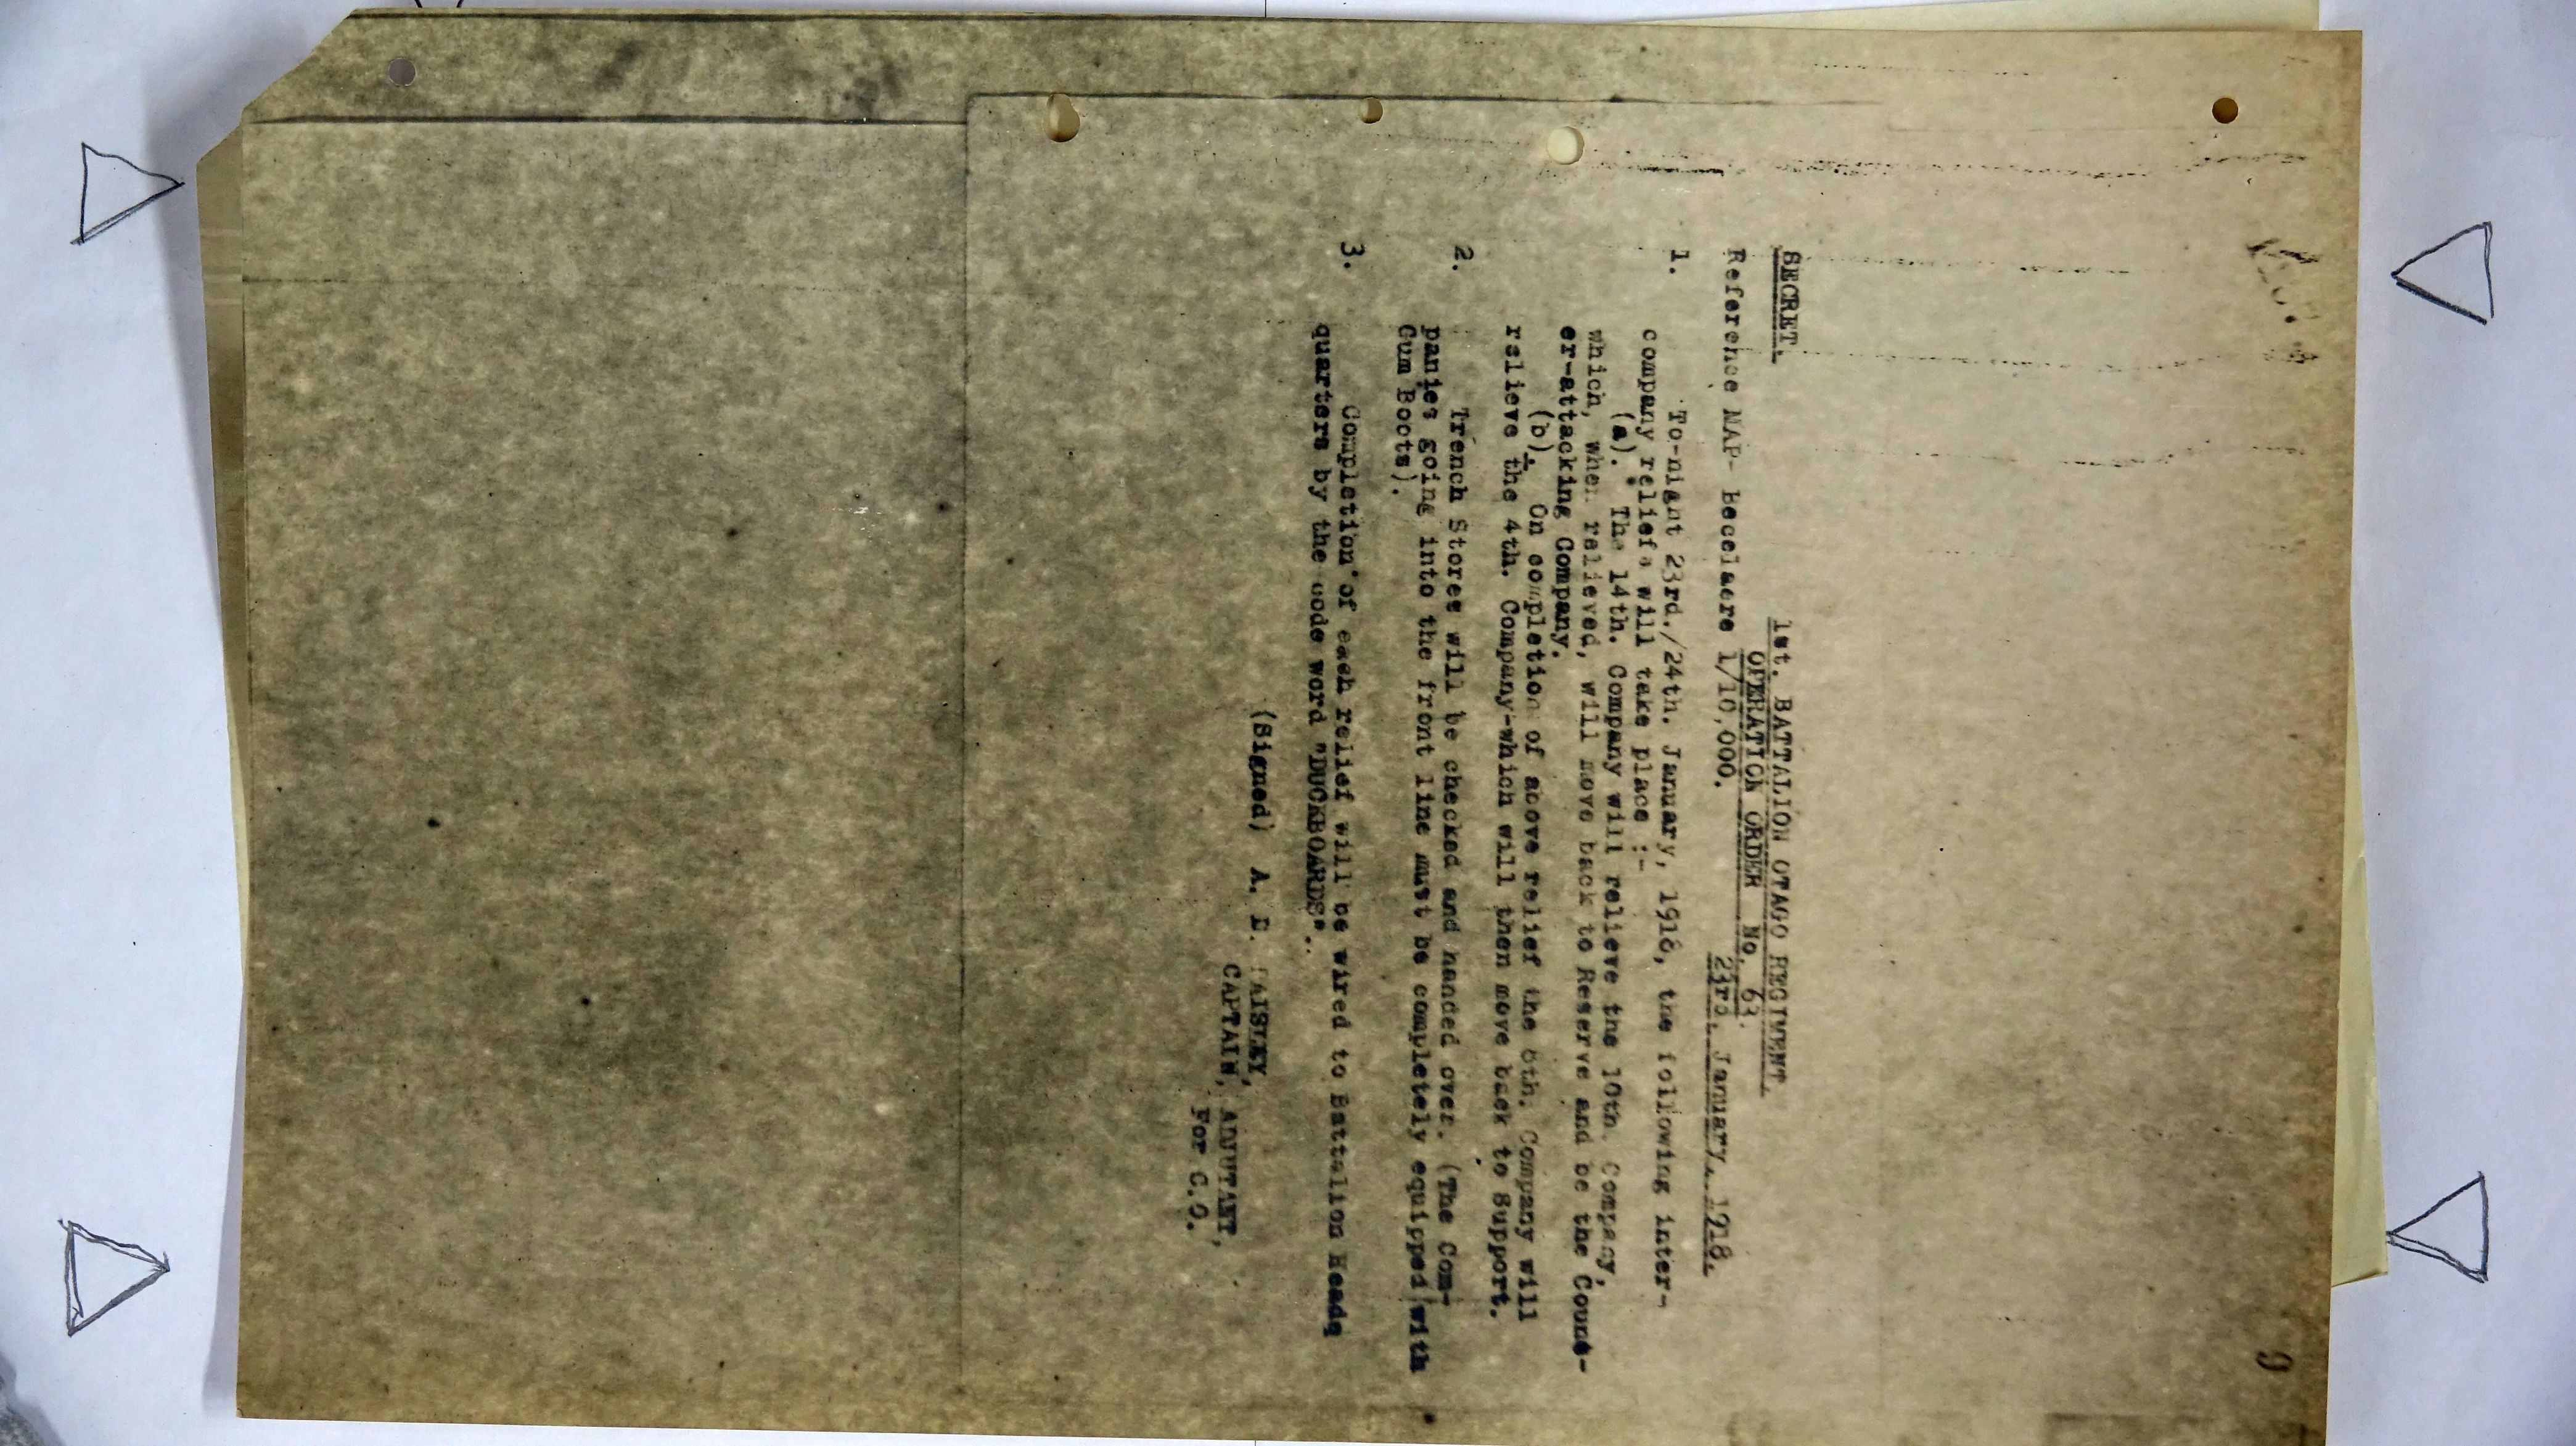 9
SECRET.
1st. BATTALION OTAGO REGIMENT.
OPERATION ORDER No. 63.
23rd. January, 1918.
Reference MAP- Becelaere 1/10,000.
1. To-night 23rd./24th. January, 1918, the following inter-
company reliefs will take place :-
(a). The 14th. Company will relieve the 10th. Company,
which, when relieved, will move back to Reserve and be the Count-
er-attacking Company.
(b). On completion of above relief the 8th. Company will
relieve the 4th. Company-which will then move back to Support.
2. Trench Stores will be checked and handed over. (The Com-
panies going into the front line must be completely equipped with
Gum Boots).
3. Completion of each relief will be wired to Battalion Headq
quarters by the code word "DUCKBOARDS"..
(Signed) A. D. PAISLEY,
CAPTAIN, ADJUTANT,
For C.O.